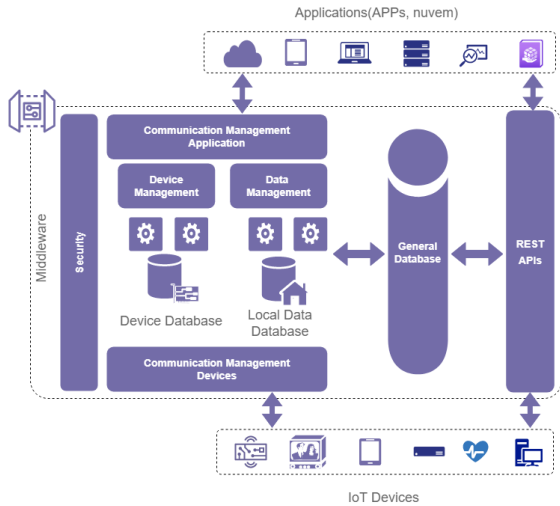 Applications(APPs, nuvem)
Middleware
Security
Communication Management
Application
Device
Management
Data
Management
Device Database
Local Data
Database
General
Database
REST
APIs
Communication Management
Devices
IoT Devices